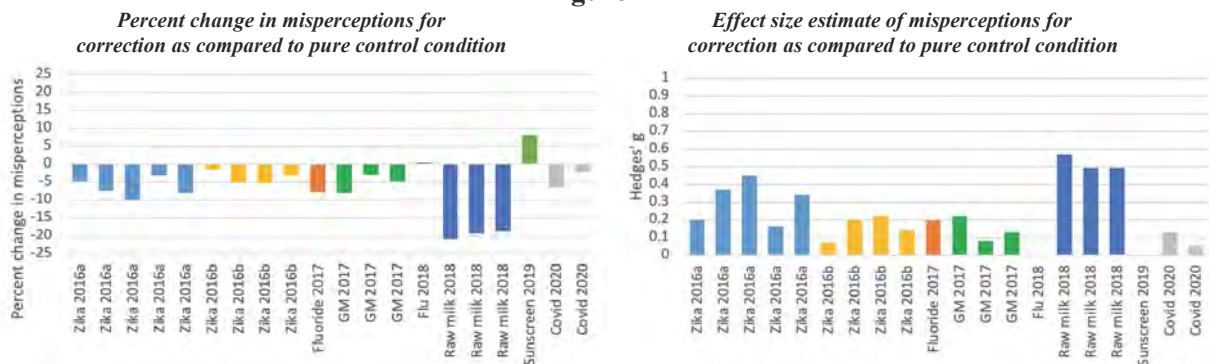 Percent change in misperceptions for
correction as compared to pure control condition
Percent change in misperceptions
25
20
15
10
5
0
-5
-10
-15
-20
-25
Zika 2016a
Zika 2016a
Zika 2016a
Zika 2016a
Zika 2016a
Zika 2016b
Zika 2016b
Zika 2016b
Zika 2016b
Fluoride 2017
GM 2017
GM 2017
GM 2017
Flu 2018
Raw milk 2018
Raw milk 2018
Raw milk 2018
Sunscreen 2019
Covid 2020
Covid 2020
Effect size estimate of misperceptions for
correction as compared to pure control condition
Hedges' g
1
0.9
0.8
0.7
0.6
0.5
0.4
0.3
0.2
0.1
0
Zika 2016a
Zika 2016a
Zika 2016a
Zika 2016a
Zika 2016a
Zika 2016b
Zika 2016b
Zika 2016b
Zika 2016b
Fluoride 2017
GM 2017
GM 2017
GM 2017
Flu 2018
Raw milk 2018
Raw milk 2018
Raw milk 2018
Sunscreen 2019
Covid 2020
Covid 2020